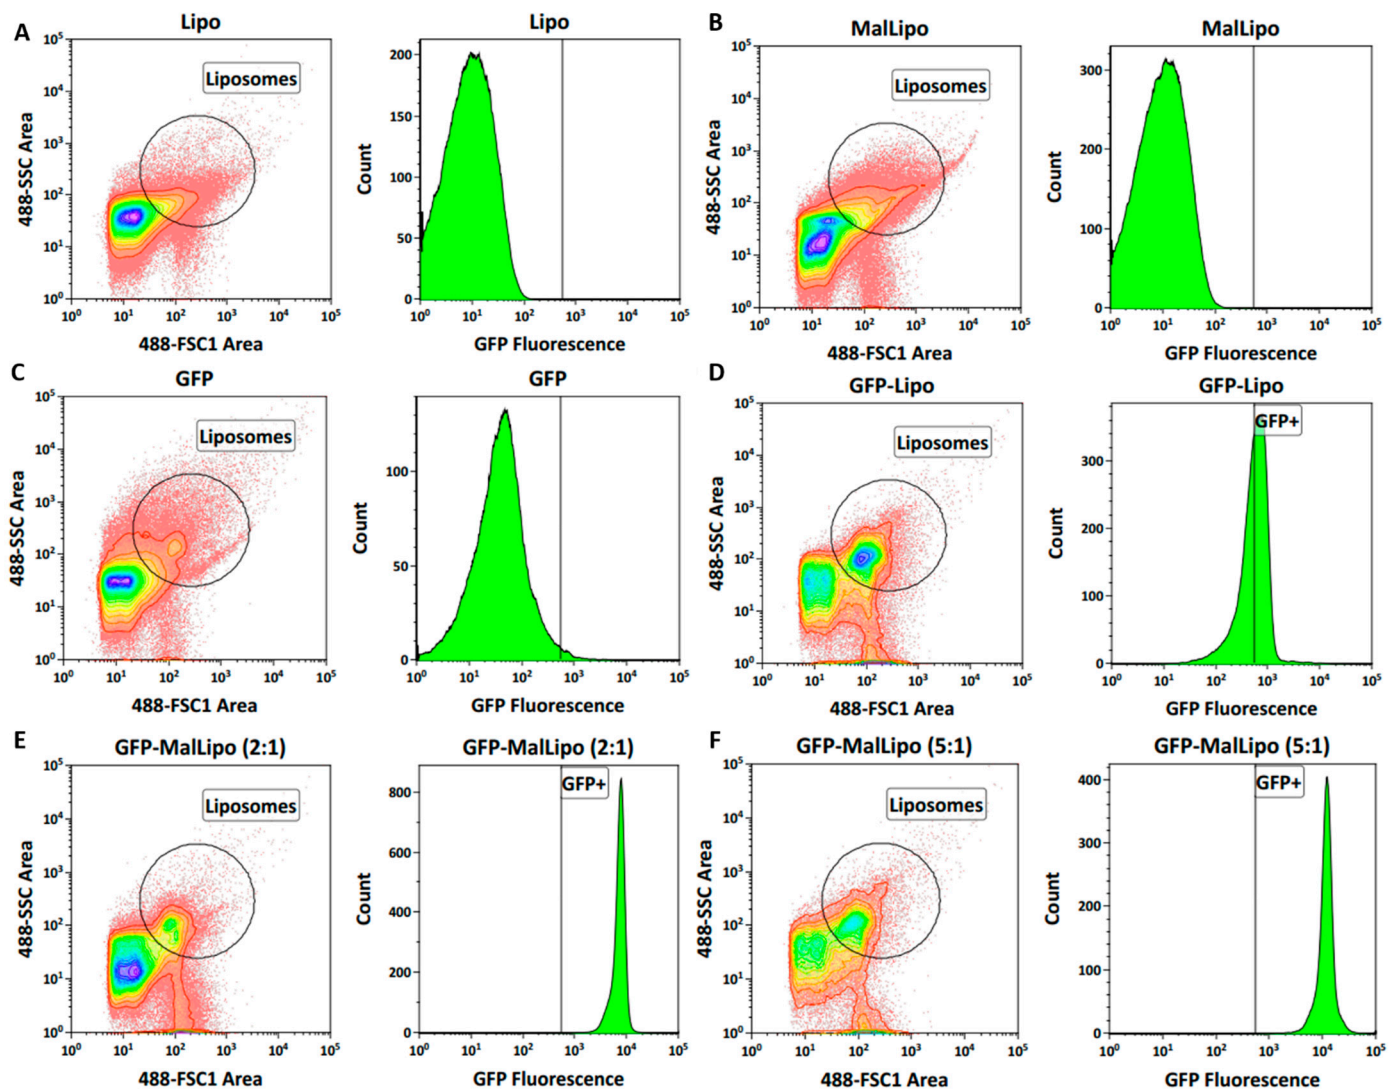 A
Lipo
10⁵
10⁴
10³
10²
10¹
10⁰
488-SSC Area
Liposomes
10⁰ 10¹ 10² 10³ 10⁴ 10⁵
488-FSC1 Area
Lipo
200
150
100
50
0
Count
10⁰ 10¹ 10² 10³ 10⁴ 10⁵
GFP Fluorescence
B
MalLipo
10⁵
10⁴
10³
10²
10¹
10⁰
488-SSC Area
Liposomes
10⁰ 10¹ 10² 10³ 10⁴ 10⁵
488-FSC1 Area
MalLipo
300
200
100
0
Count
10⁰ 10¹ 10² 10³ 10⁴ 10⁵
GFP Fluorescence
C
GFP
10⁵
10⁴
10³
10²
10¹
10⁰
488-SSC Area
Liposomes
10⁰ 10¹ 10² 10³ 10⁴ 10⁵
488-FSC1 Area
GFP
100
50
0
Count
10⁰ 10¹ 10² 10³ 10⁴ 10⁵
GFP Fluorescence
D
GFP-Lipo
10⁵
10⁴
10³
10²
10¹
10⁰
488-SSC Area
Liposomes
10⁰ 10¹ 10² 10³ 10⁴ 10⁵
488-FSC1 Area
GFP-Lipo
GFP+
300
200
100
0
Count
10⁰ 10¹ 10² 10³ 10⁴ 10⁵
GFP Fluorescence
E
GFP-MalLipo (2:1)
10⁵
10⁴
10³
10²
10¹
10⁰
488-SSC Area
Liposomes
10⁰ 10¹ 10² 10³ 10⁴ 10⁵
488-FSC1 Area
GFP-MalLipo (2:1)
GFP+
800
600
400
200
0
Count
10⁰ 10¹ 10² 10³ 10⁴ 10⁵
GFP Fluorescence
F
GFP-MalLipo (5:1)
10⁵
10⁴
10³
10²
10¹
10⁰
488-SSC Area
Liposomes
10⁰ 10¹ 10² 10³ 10⁴ 10⁵
488-FSC1 Area
GFP-MalLipo (5:1)
GFP+
400
300
200
100
0
Count
10⁰ 10¹ 10² 10³ 10⁴ 10⁵
GFP Fluorescence